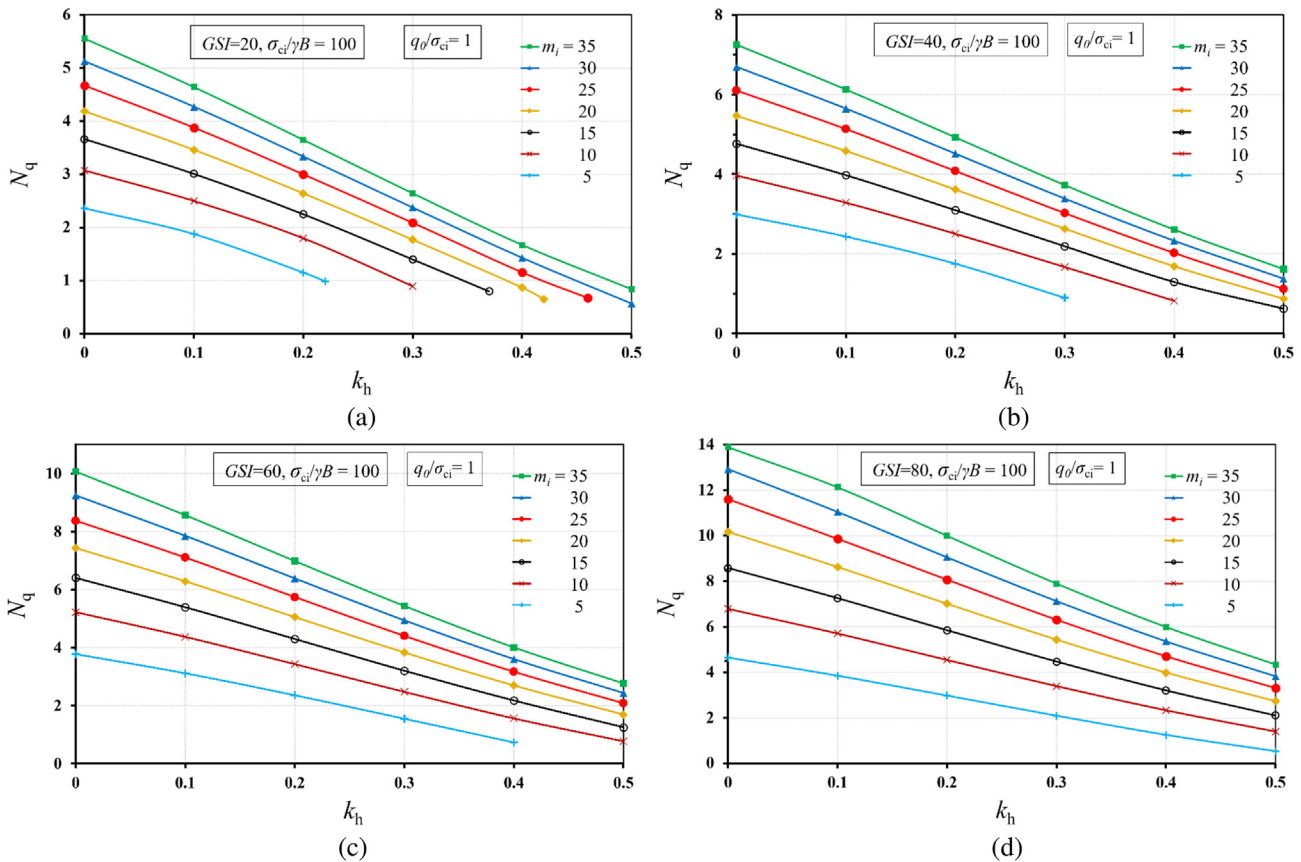 GSI=20, σci/γB = 100
q0/σci= 1
mi = 35
30
25
20
15
10
5
Nq
6
5
4
3
2
1
0
0 0.1 0.2 0.3 0.4 0.5
kh
(a)
GSI=40, σci/γB = 100
q0/σci= 1
mi = 35
30
25
20
15
10
5
Nq
8
6
4
2
0
0 0.1 0.2 0.3 0.4 0.5
kh
(b)
GSI=60, σci/γB = 100
q0/σci= 1
mi = 35
30
25
20
15
10
5
Nq
10
8
6
4
2
0
0 0.1 0.2 0.3 0.4 0.5
kh
(c)
GSI=80, σci/γB = 100
q0/σci= 1
mi = 35
30
25
20
15
10
5
Nq
14
12
10
8
6
4
2
0
0 0.1 0.2 0.3 0.4 0.5
kh
(d)